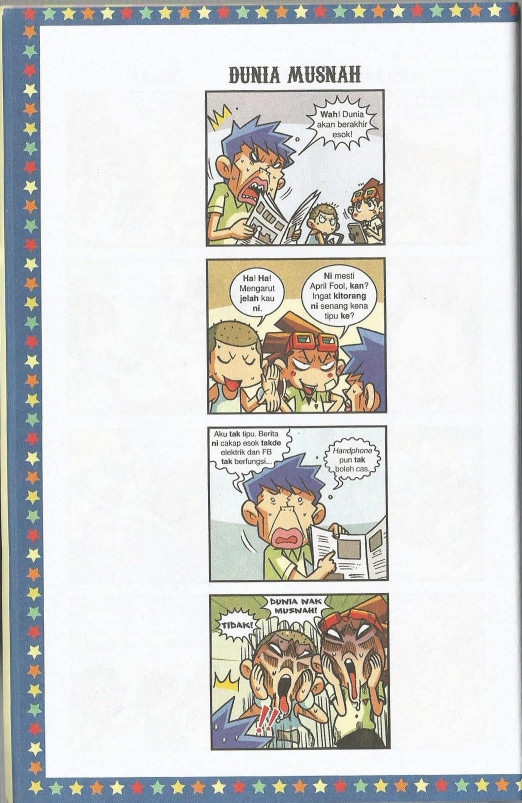 DUNIA MUSNAH
Wah! Dunia
akan berakhir
esok!
Ha! Ha!
Mengarut
jelah kau
ni.
Ni mesti
April Fool, kan?
Ingat kitorang
ni senang kena
tipu ke?
Aku tak tipu. Berita
ni cakap esok takde
elektrik dan FB
tak berfungsi...
Handphone
pun tak
boleh cas.
TIDAK!
DUNIA NAK
MUSNAH!
!!!